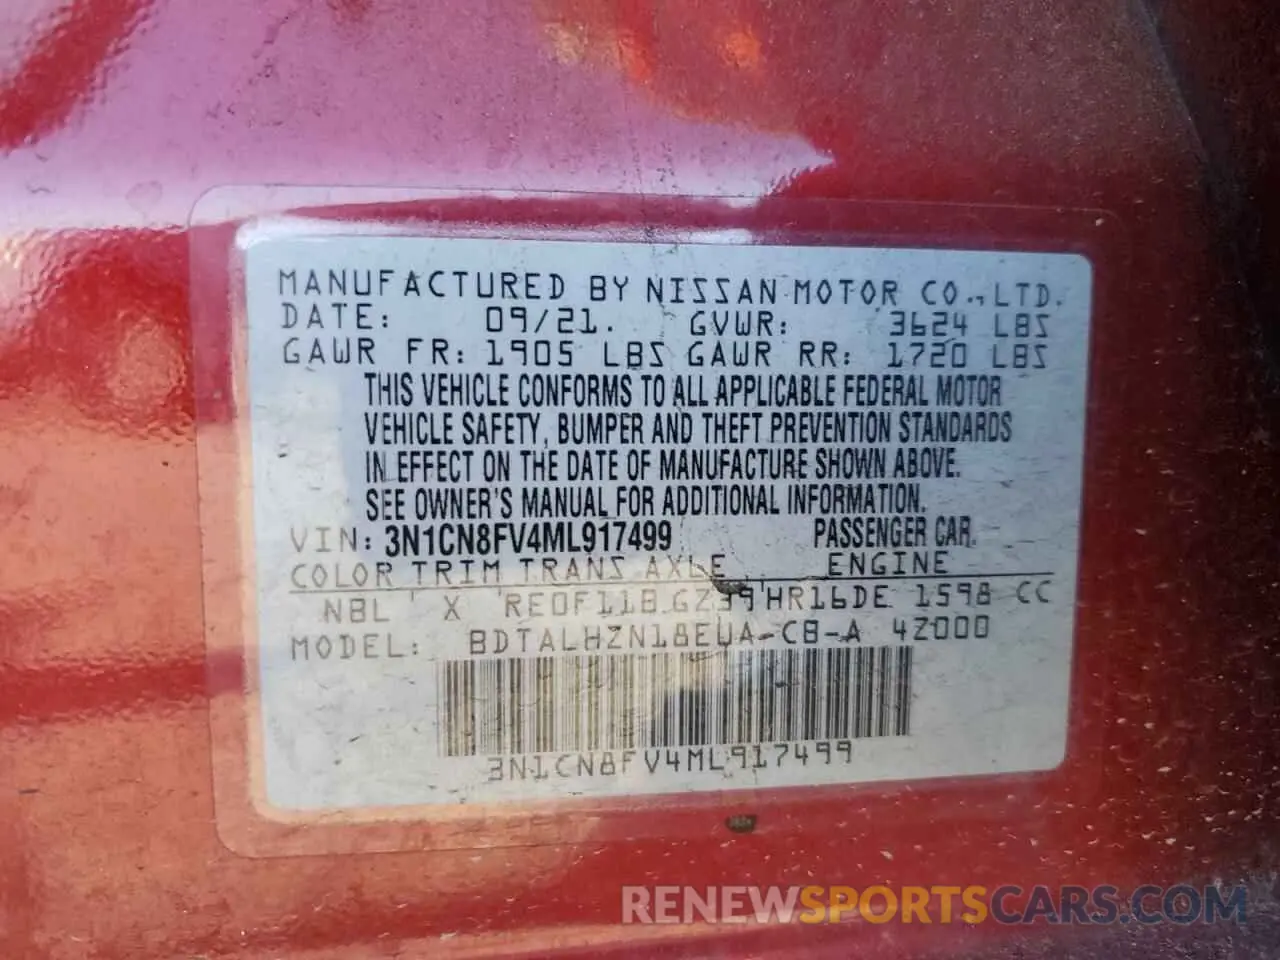 MANUFACTURED BY NISSAN MOTOR CO., LTD.
DATE: 09/21. GVWR: 3624 LBS
GAWR FR: 1905 LBS GAWR RR: 1720 LBS
THIS VEHICLE CONFORMS TO ALL APPLICABLE FEDERAL MOTOR
VEHICLE SAFETY, BUMPER AND THEFT PREVENTION STANDARDS
IN EFFECT ON THE DATE OF MANUFACTURE SHOWN ABOVE.
SEE OWNER'S MANUAL FOR ADDITIONAL INFORMATION.
VIN: 3N1CN8FV4ML917499 PASSENGER CAR.
COLOR TRIM TRANS AXLE ENGINE
NBL X RE0F11B GZ39 HR16DE 1598 CC
MODEL: BDTALHZN18EUA-CB-A 4Z000
3N1CN8FV4ML917499
RENEWSPORTSCARS.COM